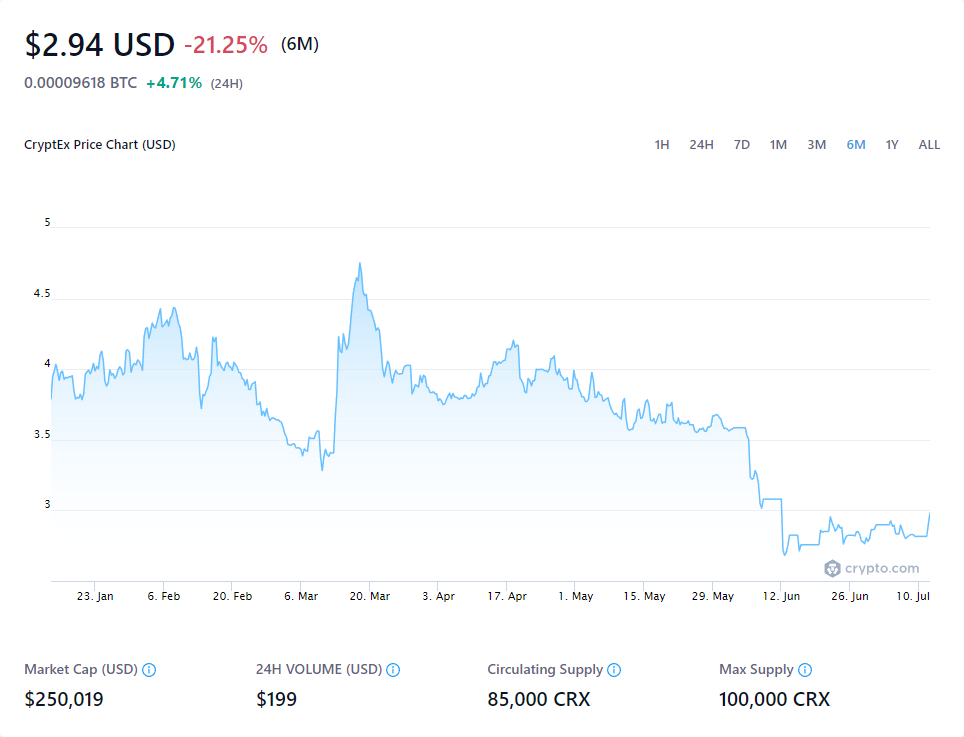 $2.94 USD -21.25% (6M)
0.00009618 BTC +4.71% (24H)
CryptEx Price Chart (USD) 1H 24H 7D 1M 3M 6M 1Y ALL
5
4.5
4
3.5
3
crypto.com
23. Jan 6. Feb 20. Feb 6. Mar 20. Mar 3. Apr 17. Apr 1. May 15. May 29. May 12. Jun 26. Jun 10. Jul
Market Cap (USD) 24H VOLUME (USD) Circulating Supply Max Supply
$250,019 $199 85,000 CRX 100,000 CRX